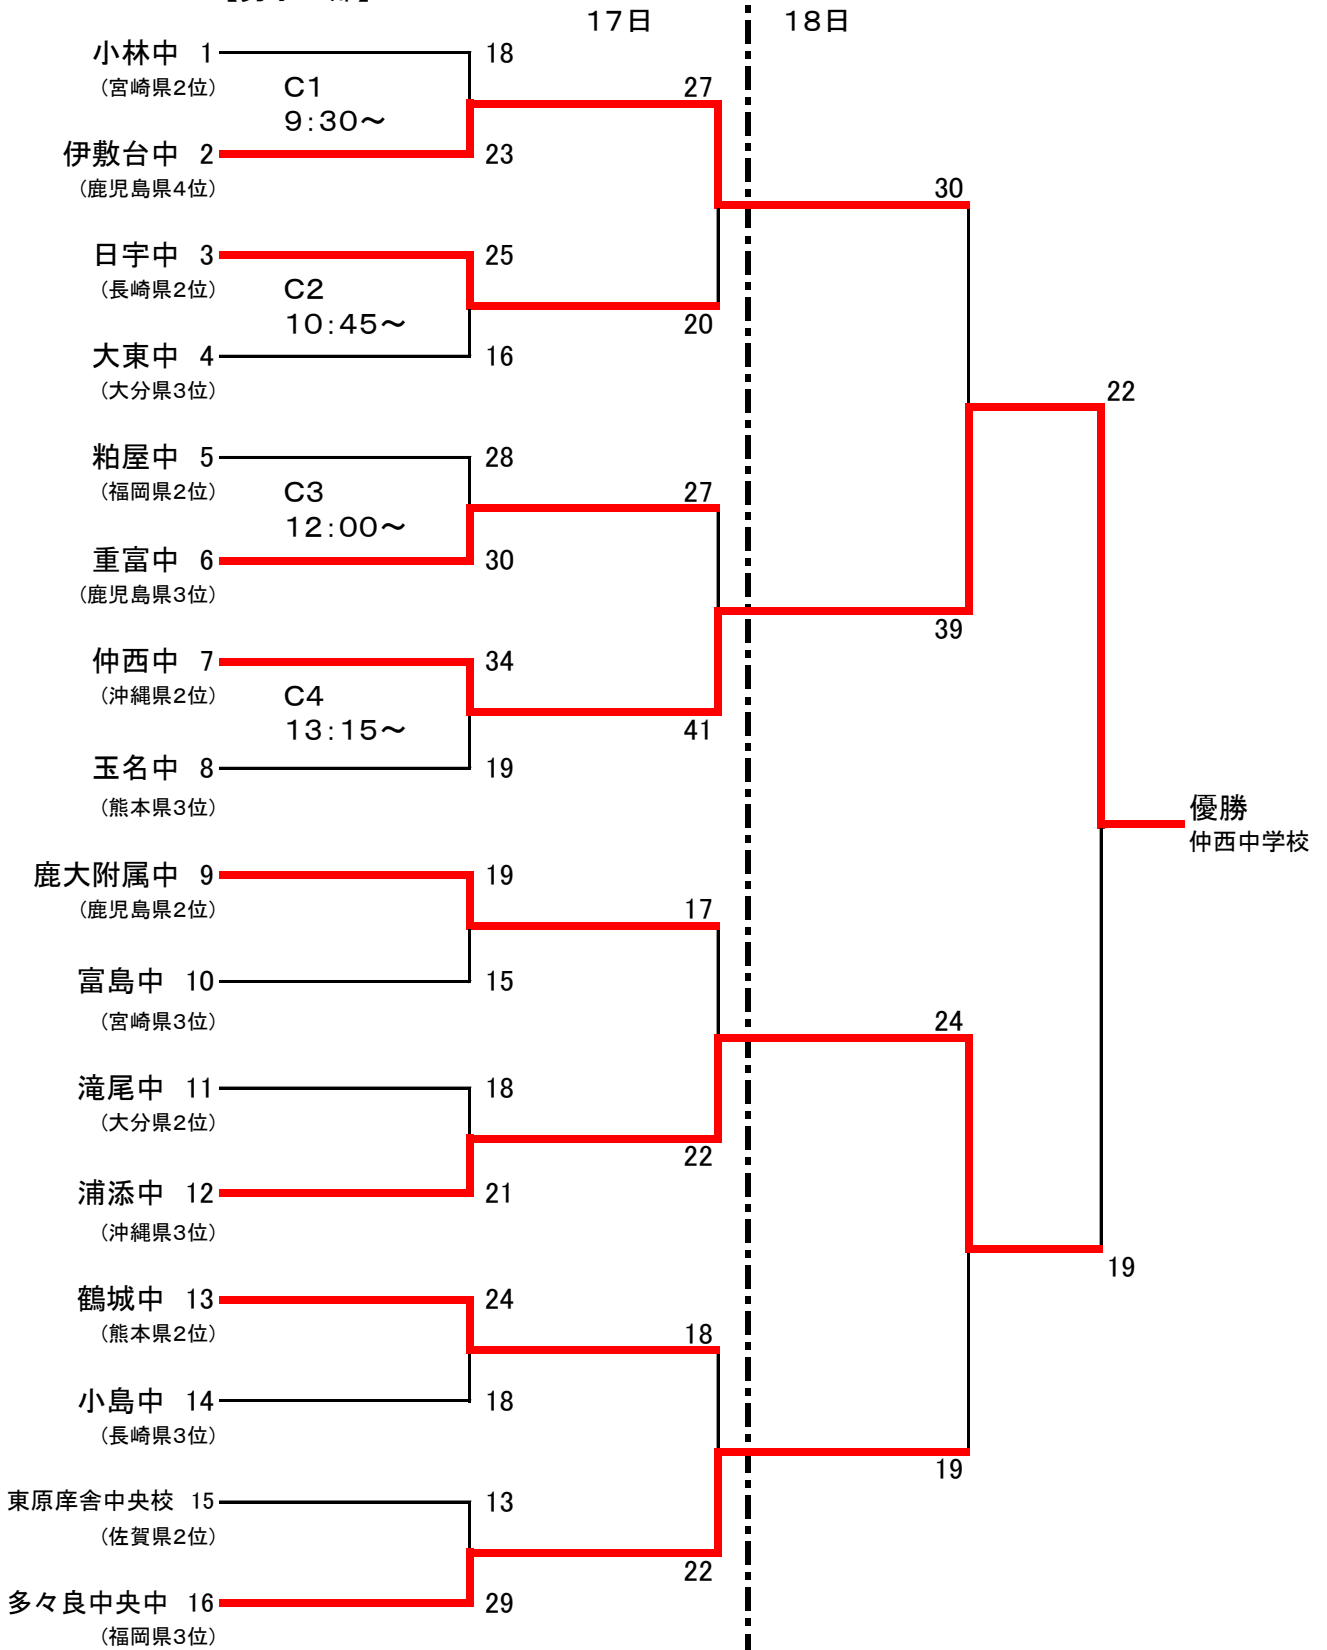 17日
18日
小林中 1
(宮崎県2位)
C1
9:30～
18
伊敷台中 2
(鹿児島県4位)
23
27
日宇中 3
(長崎県2位)
C2
10:45～
25
大東中 4
(大分県3位)
16
20
30
粕屋中 5
(福岡県2位)
C3
12:00～
28
重富中 6
(鹿児島県3位)
30
27
仲西中 7
(沖縄県2位)
C4
13:15～
34
玉名中 8
(熊本県3位)
19
41
39
22
優勝
仲西中学校
鹿大附属中 9
(鹿児島県2位)
19
富島中 10
(宮崎県3位)
15
17
滝尾中 11
(大分県2位)
18
浦添中 12
(沖縄県3位)
21
22
24
鶴城中 13
(熊本県2位)
24
小島中 14
(長崎県3位)
18
18
東原庠舎中央校 15
(佐賀県2位)
13
多々良中央中 16
(福岡県3位)
29
22
19
19